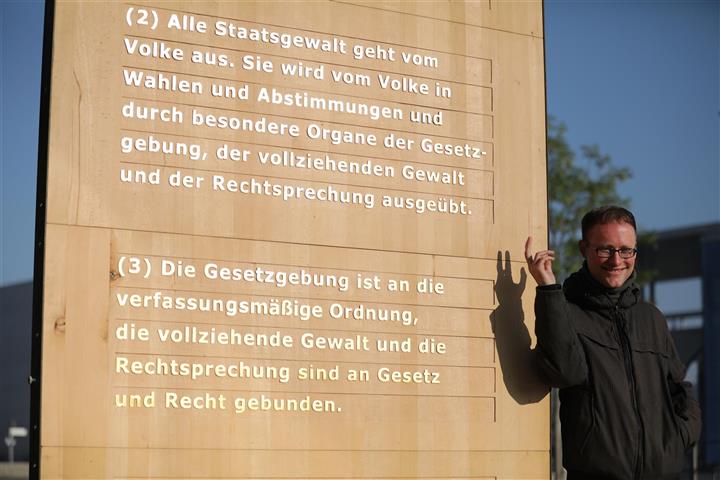 (2) Alle Staatsgewalt geht vom
Volke aus. Sie wird vom Volke in
Wahlen und Abstimmungen und
durch besondere Organe der Gesetz-
gebung, der vollziehenden Gewalt
und der Rechtsprechung ausgeübt.
(3) Die Gesetzgebung ist an die
verfassungsmäßige Ordnung,
die vollziehende Gewalt und die
Rechtsprechung sind an Gesetz
und Recht gebunden.